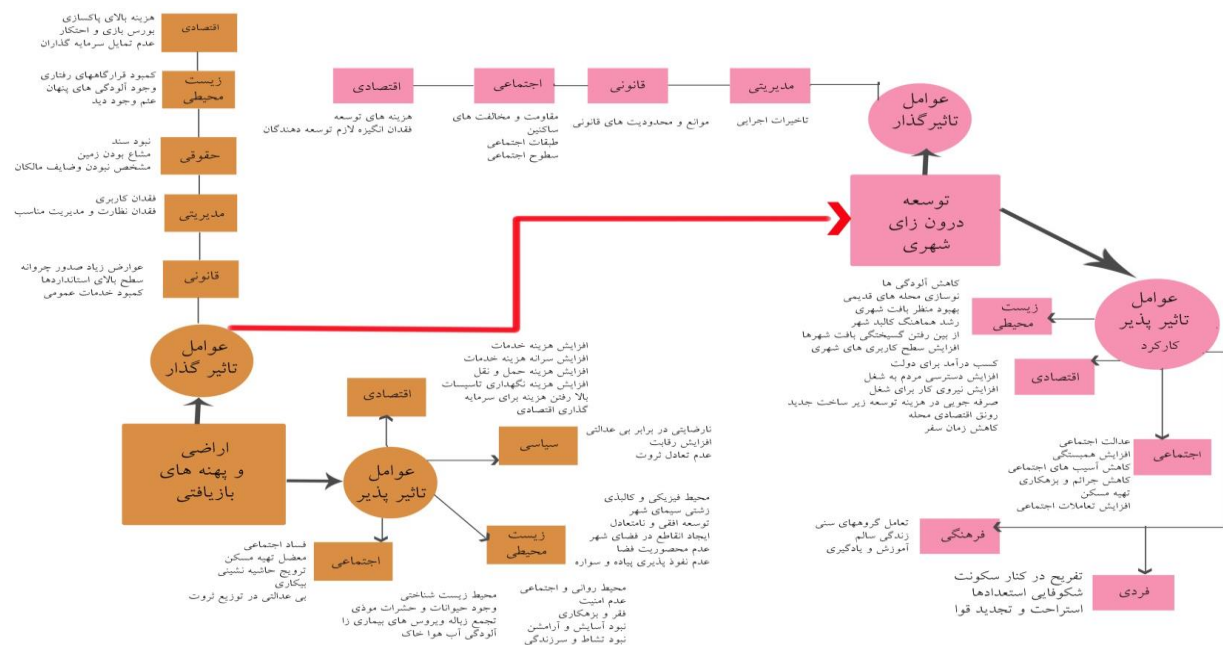 اقتصادی
هزینه بالای پاکسازی
بورس بازی و احتکار
عدم تمایل سرمایه گذاران
زیست
محیطی
کمبود قرارگاههای رفتاری
وجود آلودگی های پنهان
عدم وجود دید
حقوقی
نبود سند
مشاع بودن زمین
مشخص نبودن وضایف مالکان
مدیریتی
فقدان کاربری
فقدان نظارت و مدیریت مناسب
قانونی
عوارض زیاد صدور جروانه
سطح بالای استانداردها
کمبود خدمات عمومی
عوامل
تاثیر گذار
اراضی
و پهنه های
بازیافتی
عوامل
تاثیر پذیر
اقتصادی
افزایش هزینه خدمات
افزایش سرانه هزینه خدمات
افزایش هزینه حمل و نقل
افزایش هزینه نگهداری تاسیسات
بالا رفتن هزینه برای سرمایه
گذاری اقتصادی
سیاسی
نارضایتی در برابر بی عدالتی
افزایش رقابت
عدم تعادل ثروت
زیست
محیطی
محیط فیزیکی و کالبدی
زشتی سیمای شهر
توسعه افقی و نامتعادل
ایجاد انقاطع در فضای شهر
عدم محصوریت فضا
عدم نفوذ پذیری پیاده و سواره
محیط روانی و اجتماعی
عدم امنیت
فقر و بزهکاری
نبود آسایش و آرامشن
نبود نشاط و سرزندگی
محیط زیست شناختی
وجود حیوانات و حشرات موذی
تجمع زباله ویروس های بیماری زا
آلودگی آب هوا خاک
اجتماعی
فساد اجتماعی
معضل تهیه مسکن
ترویج حاشیه نشینی
بیکاری
بی عدالتی در توزیع ثروت
عوامل
تاثیرگذار
مدیریتی
تاخیرات اجرایی
قانونی
موانع و محدودیت های قانونی
اجتماعی
مقاومت و مخالفت های
ساکنین
طبقات اجتماعی
سطوح اجتماعی
اقتصادی
هزینه های توسعه
فقدان انگیزه لازم توسعه دهندگان
توسعه
درون زای
شهری
عوامل
تاثیر پذیر
کارکرد
زیست
محیطی
کاهش آلودگی ها
نوسازی محله های قدیمی
بهبود منظر بافت شهری
رشد هماهنگ کالبد شهر
از بین رفتن گسیختگی بافت شهرها
افزایش سطح کاربری های شهری
اقتصادی
کسب درآمد برای دولت
افزایش دسترسی مردم به شغل
افزایش نیروی کار برای شغل
صرفه جویی در هزینه توسعه زیر ساخت جدید
رونق اقتصادی محله
کاهش زمان سفر
اجتماعی
عدالت اجتماعی
افزایش همبستگی
کاهش آسیب های اجتماعی
کاهش جرائم و بزهکاری
تهیه مسکن
افزایش تعاملات اجتماعی
فرهنگی
تعامل گروههای سنی
زندگی سالم
آموزش و یادگیری
فردی
تفریح در کنار سکونت
شکوفایی استعدادها
استراحت و تجدید قوا